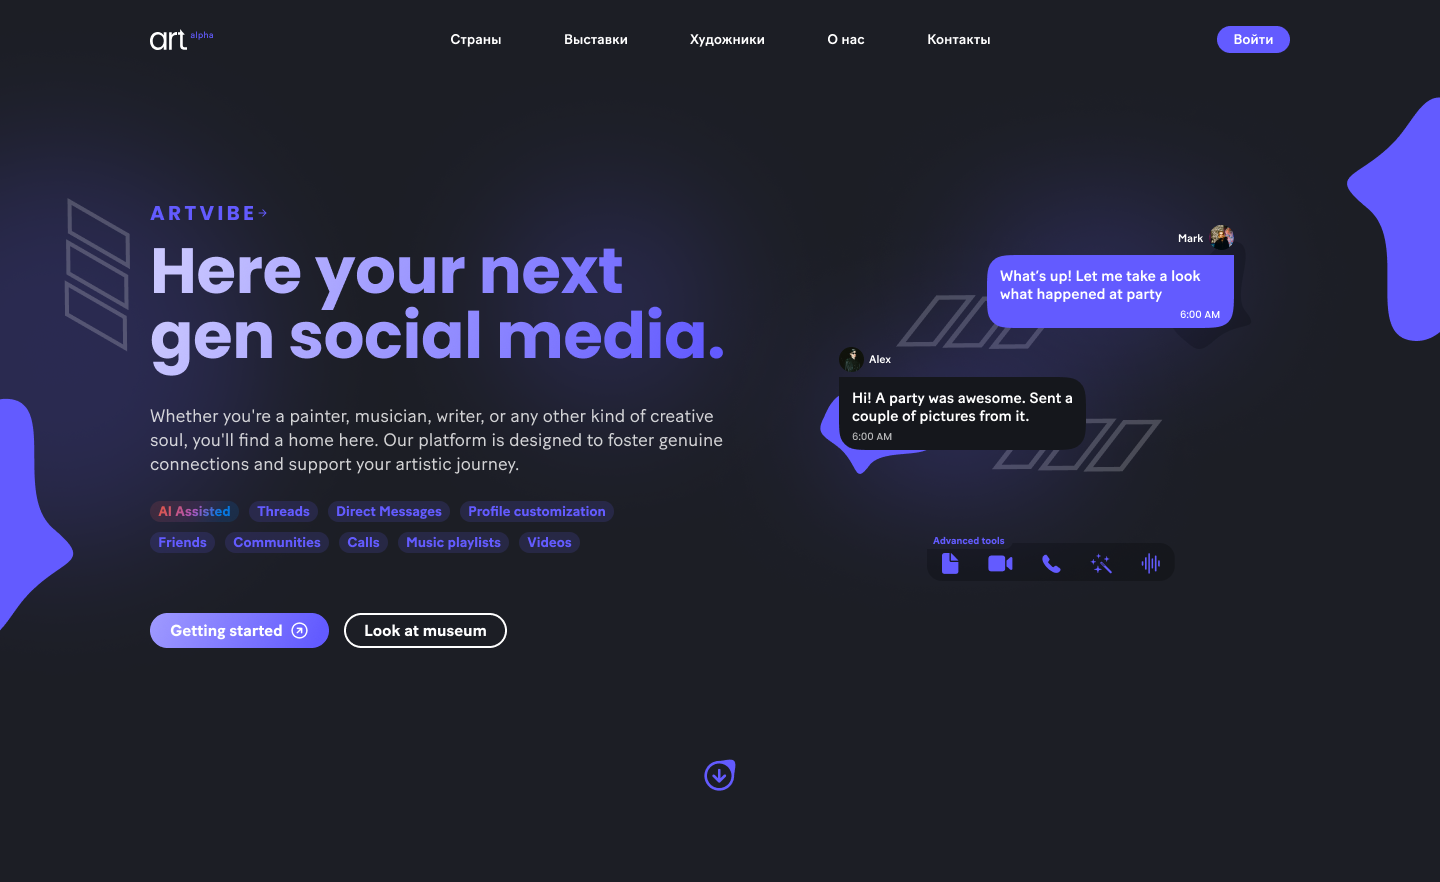 art alpha
Страны
Выставки
Художники
О нас
Контакты
Войти
ARTVIBE
Here your next
gen social media.
Whether you're a painter, musician, writer, or any other kind of creative
soul, you'll find a home here. Our platform is designed to foster genuine
connections and support your artistic journey.
AI Assisted
Threads
Direct Messages
Profile customization
Friends
Communities
Calls
Music playlists
Videos
Getting started
Look at museum
Mark
What's up! Let me take a look
what happened at party
6:00 AM
Alex
Hi! A party was awesome. Sent a
couple of pictures from it.
6:00 AM
Advanced tools